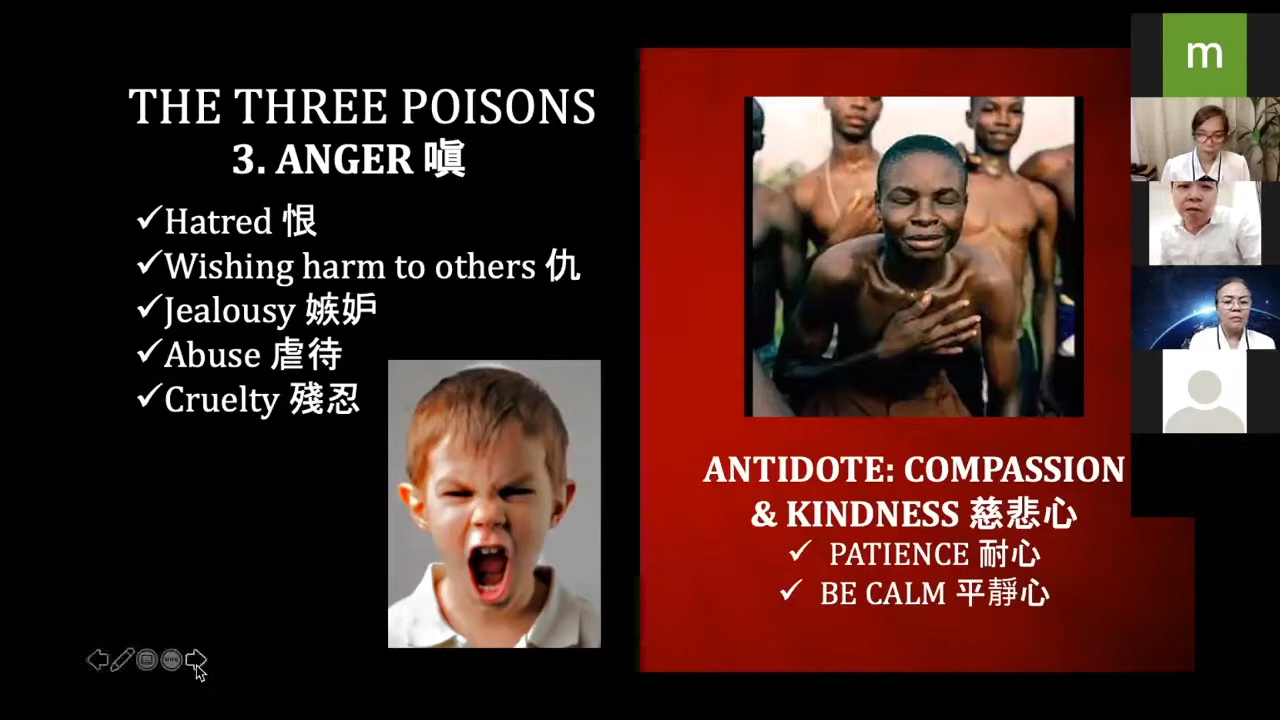 THE THREE POISONS
3. ANGER 嗔
✓Hatred 恨
✓Wishing harm to others 仇
✓Jealousy 嫉妒
✓Abuse 虐待
✓Cruelty 殘忍
ANTIDOTE: COMPASSION
& KINDNESS 慈悲心
✓ PATIENCE 耐心
✓ BE CALM 平靜心
m